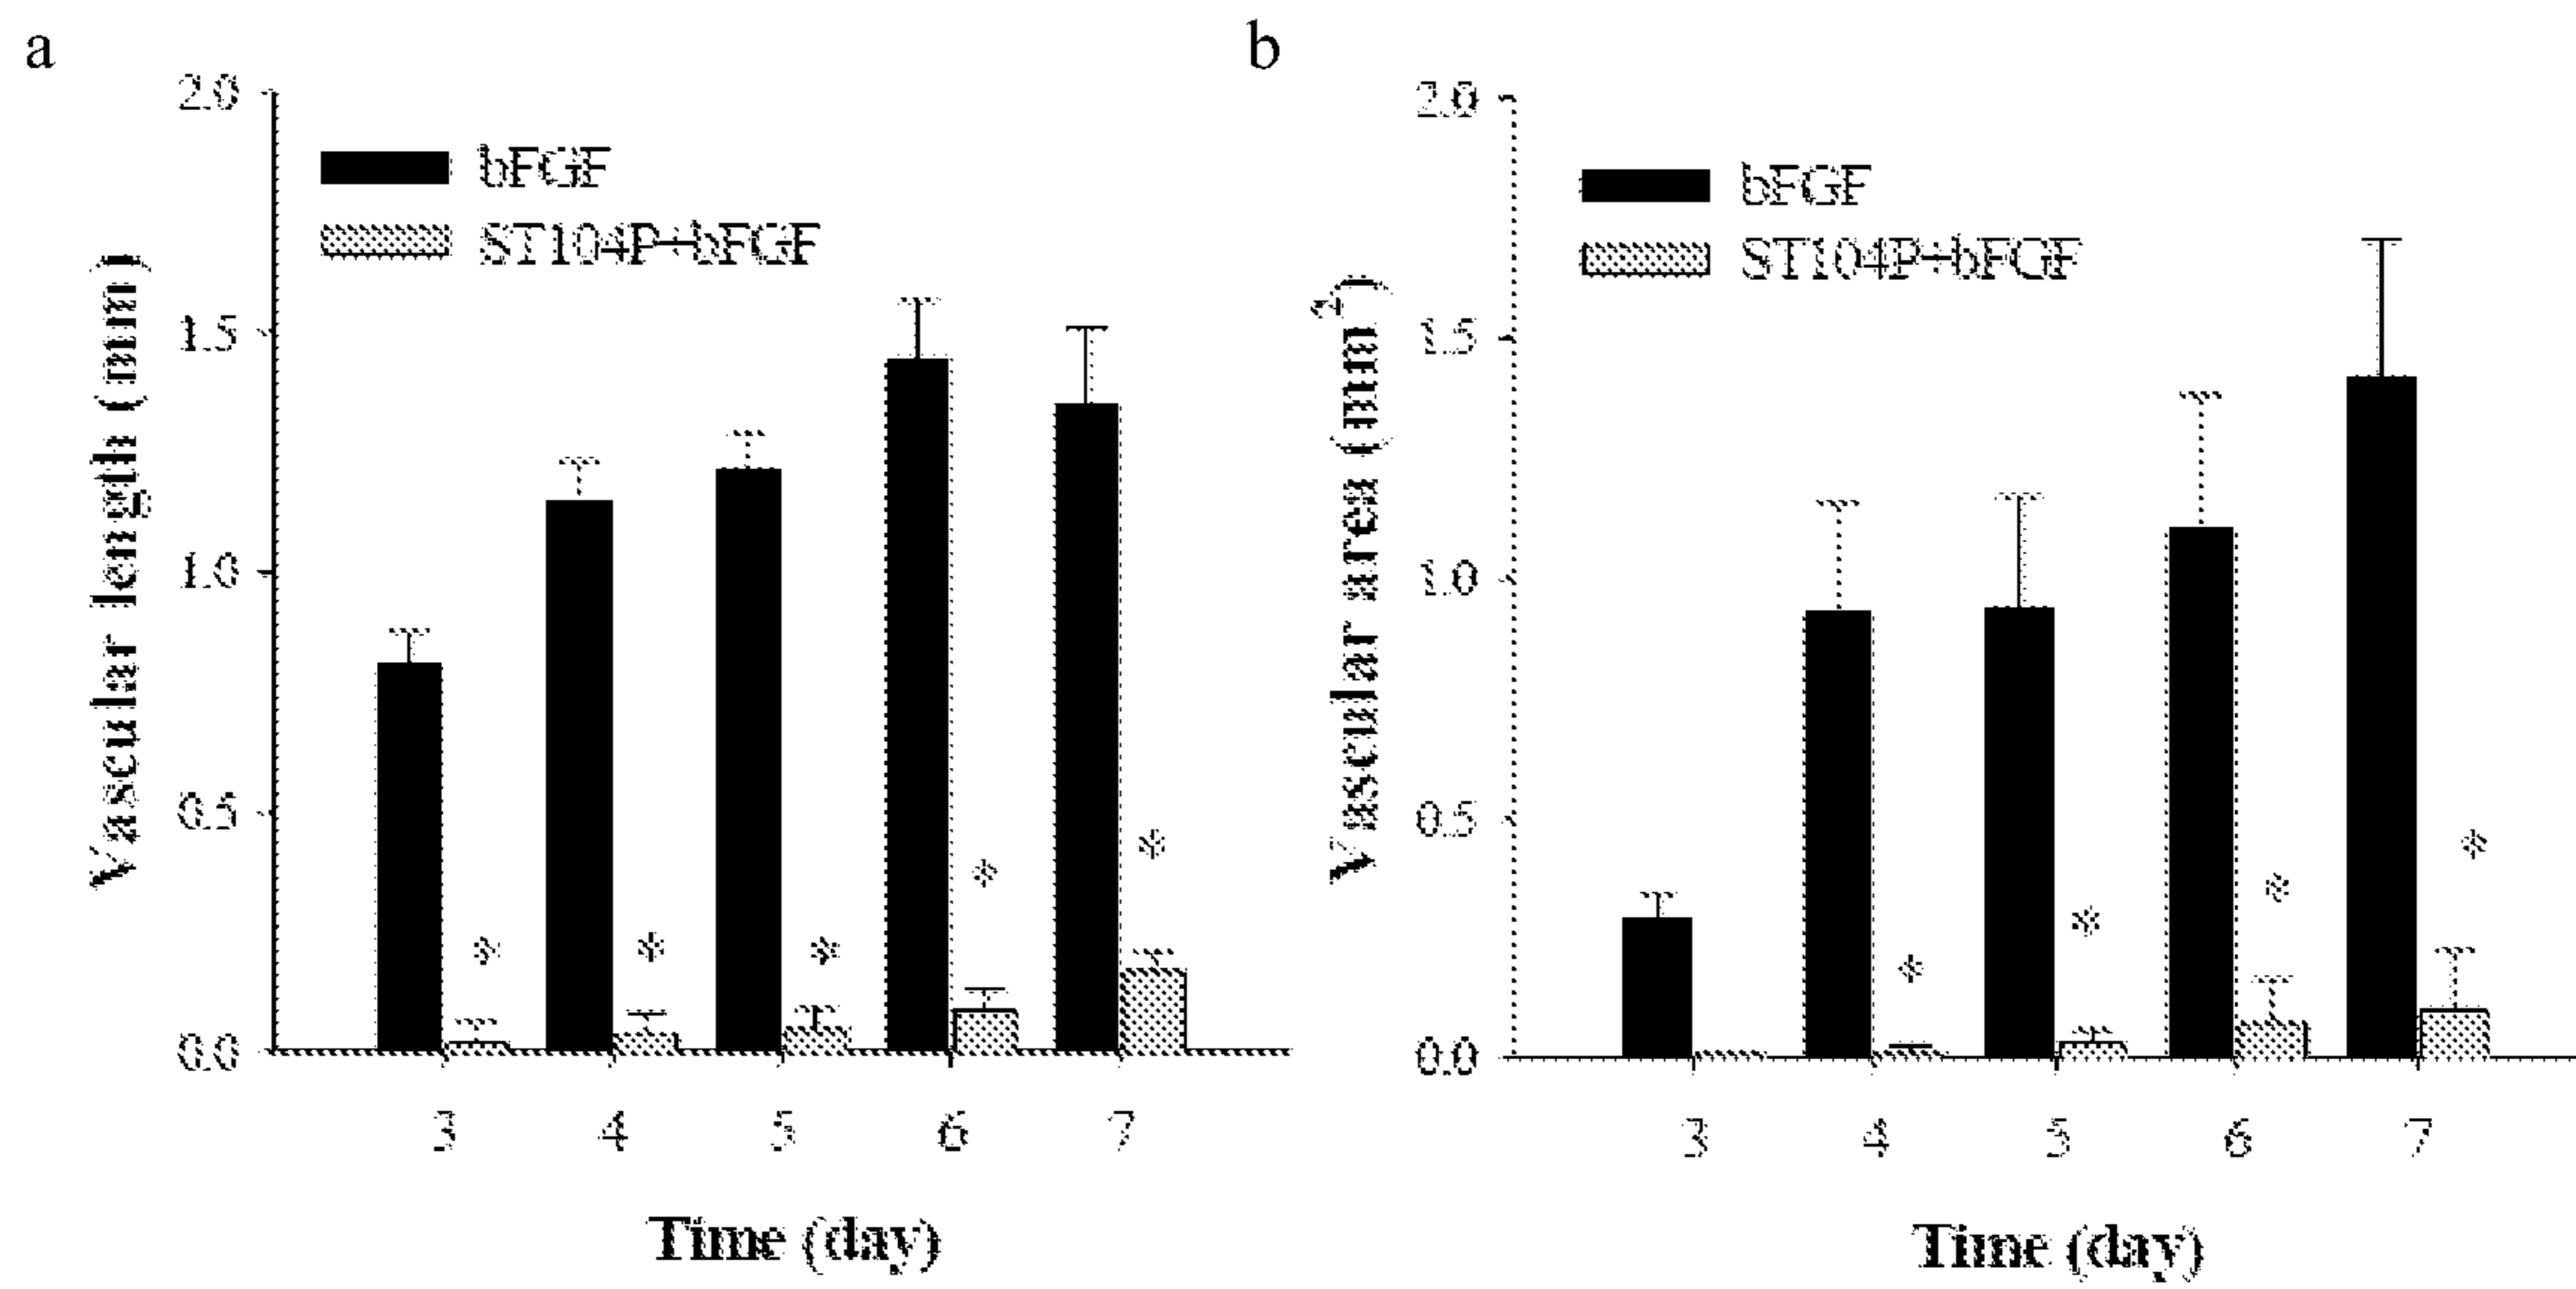 a
2.0
bFGF
ST104P+bFGF
1.5
1.0
0.5
0.0
Vascular length (mm)
3 4 5 6 7
* * * * *
Time (day)
b
2.0
bFGF
ST104P+bFGF
1.5
1.0
0.5
0.0
Vascular area (mm²)
3 4 5 6 7
* * * *
Time (day)